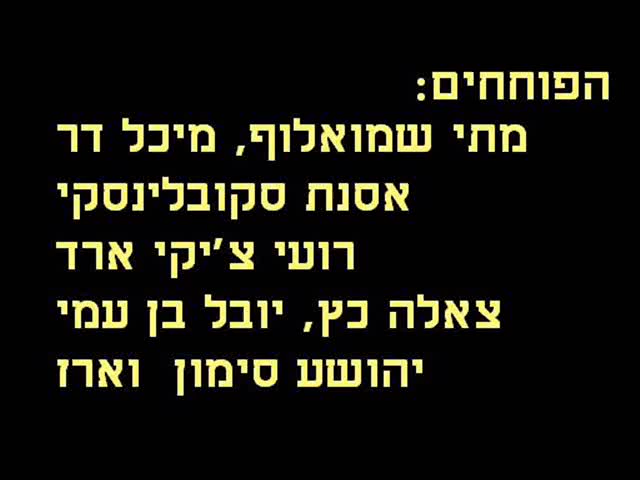 הפוחחים:
מתי שמואלוף, מיכל דר
אסנת סקובלינסקי
רועי צ'יקי ארד
צאלה כץ, יובל בן עמי
יהושע סימון  וארז